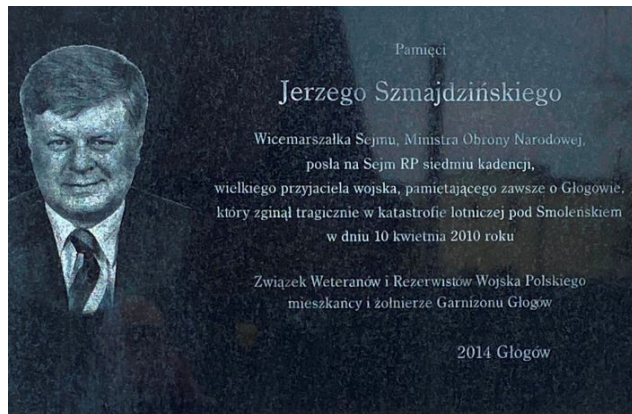 Pamięci
Jerzego Szmajdzińskiego
Wicemarszałka Sejmu, Ministra Obrony Narodowej,
posła na Sejm RP siedmiu kadencji,
wielkiego przyjaciela wojska, pamiętającego zawsze o Głogowie,
który zginął tragicznie w katastrofie lotniczej pod Smoleńskiem
w dniu 10 kwietnia 2010 roku
Związek Weteranów i Rezerwistów Wojska Polskiego
mieszkańcy i żołnierze Garnizonu Głogów
2014 Głogów